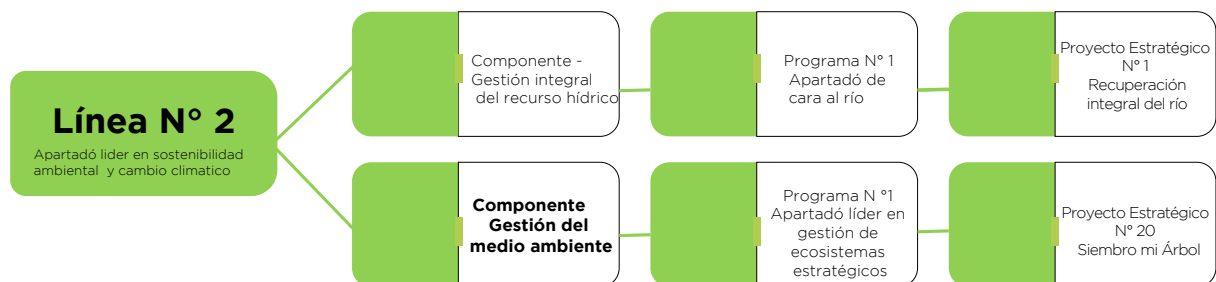 Línea N° 2
Apartadó lider en sostenibilidad
ambiental y cambio climatico
Componente -
Gestión integral
del recurso hídrico
Programa N° 1
Apartadó de
cara al río
Proyecto Estratégico
N° 1
Recuperación
integral del río
Componente
Gestión del
medio ambiente
Programa N °1
Apartadó líder en
gestión de
ecosistemas
estratégicos
Proyecto Estratégico
N° 20
Siembro mi Árbol